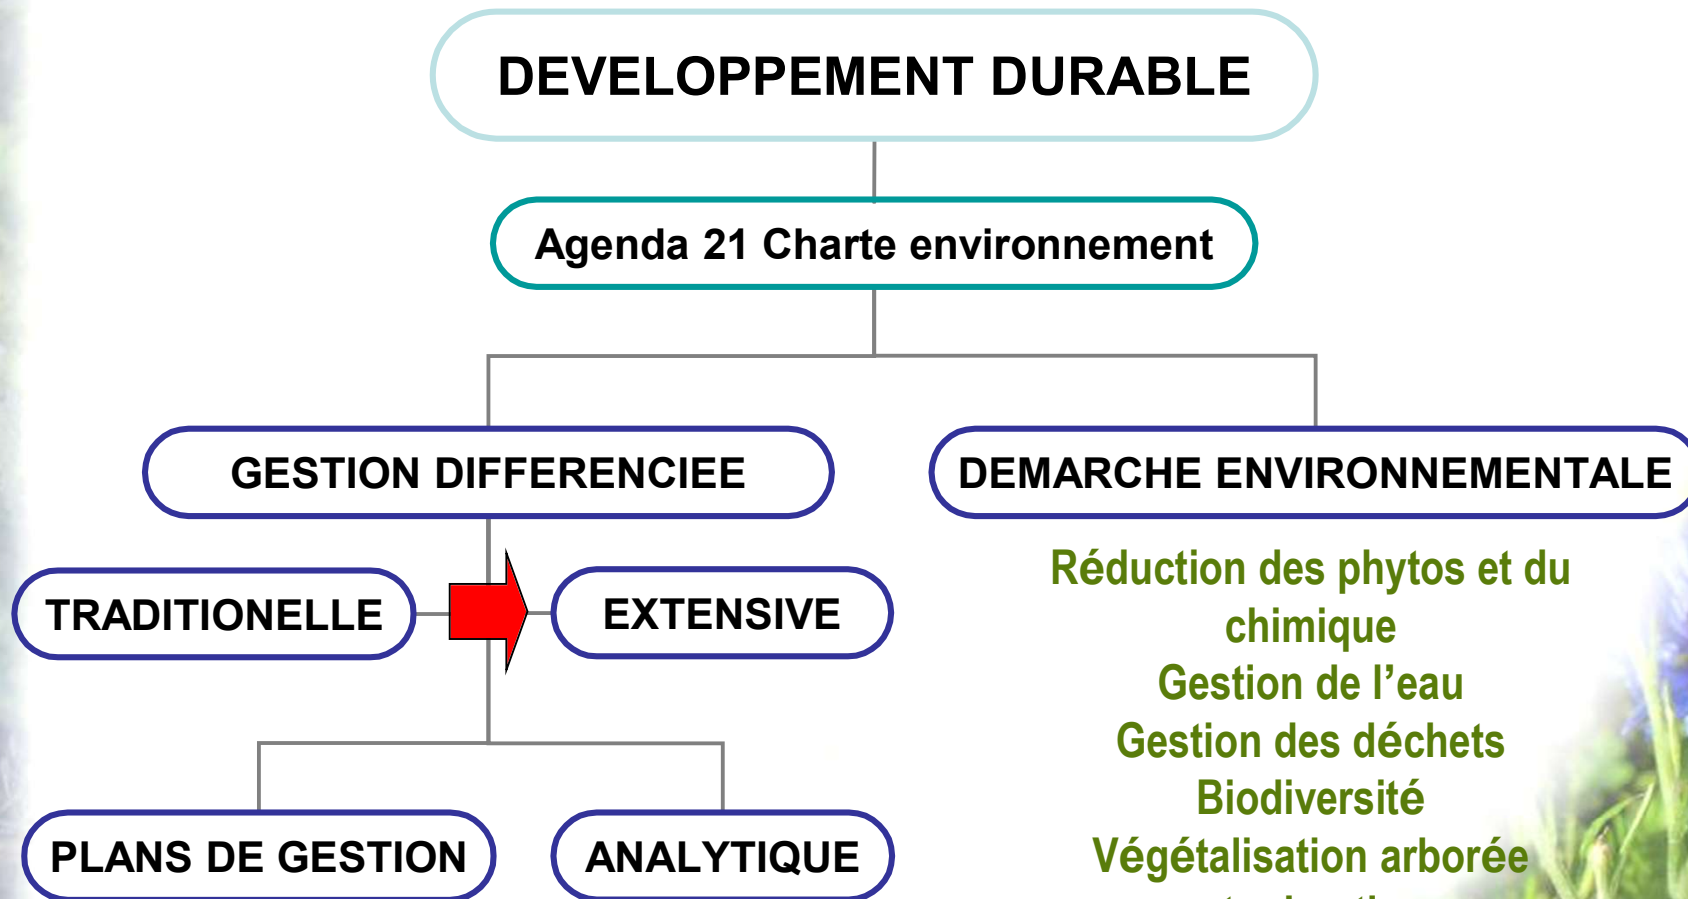 DEVELOPPEMENT DURABLE
Agenda 21 Charte environnement
GESTION DIFFERENCIEE
DEMARCHE ENVIRONNEMENTALE
TRADITIONELLE
EXTENSIVE
PLANS DE GESTION
ANALYTIQUE
Réduction des phytos et du
chimique
Gestion de l’eau
Gestion des déchets
Biodiversité
Végétalisation arborée